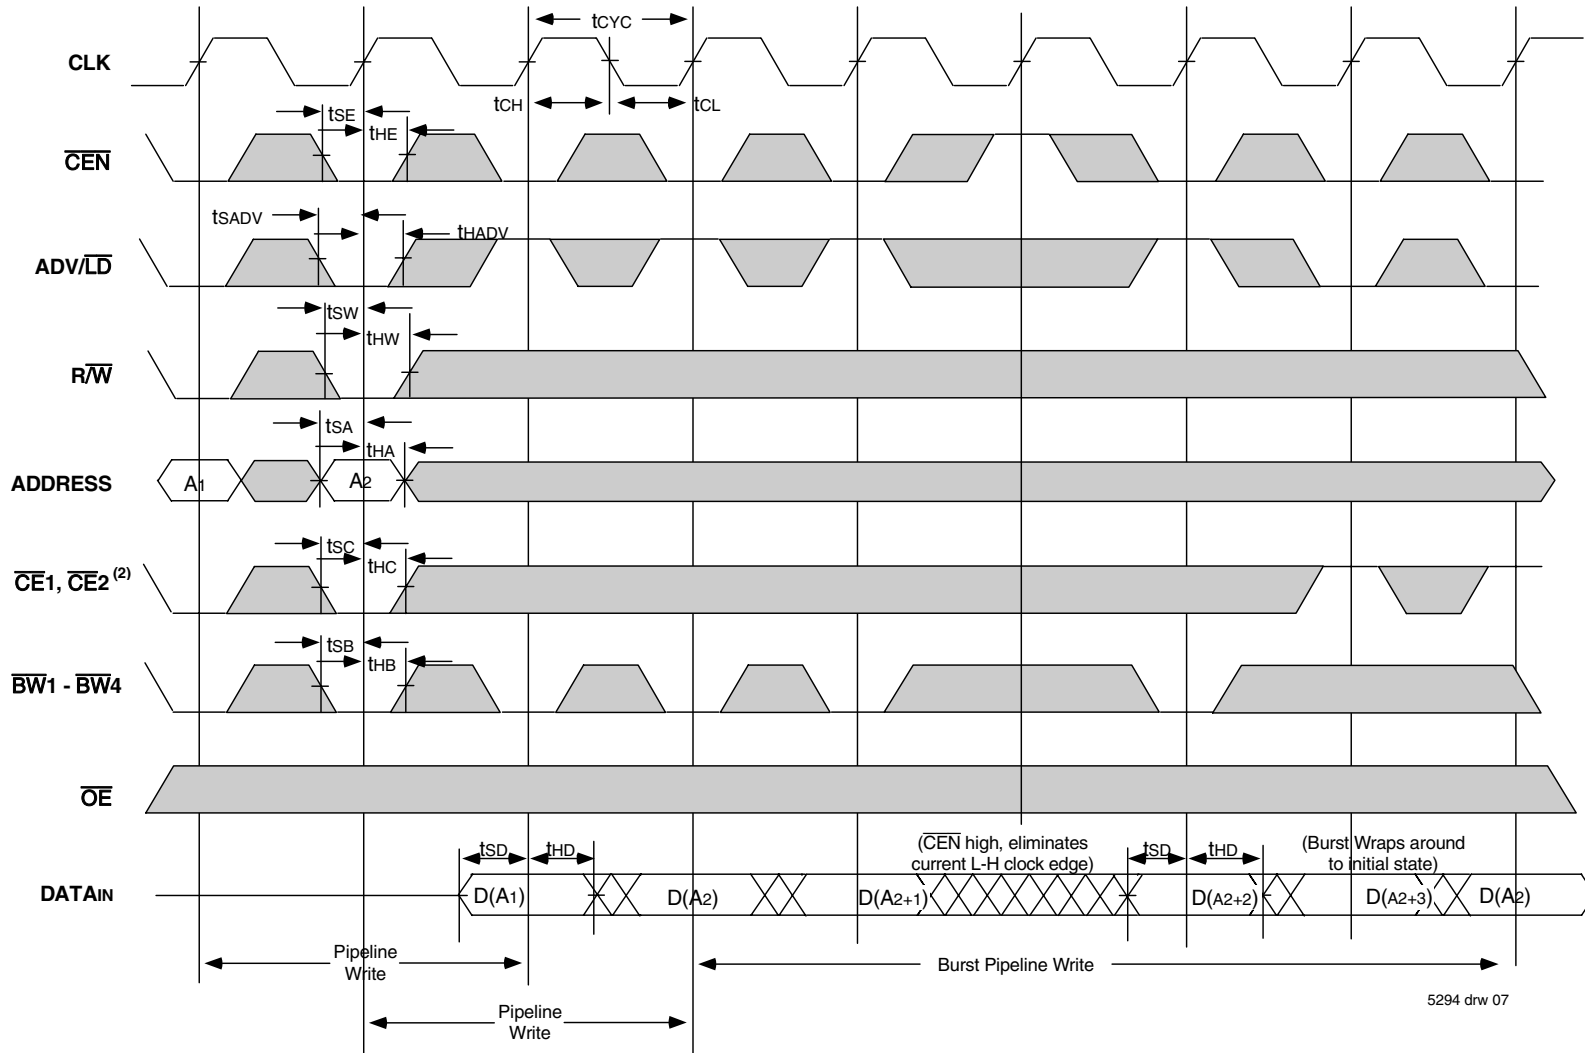 tCYC
CLK
tCH
tCL
tSE
tHE
CEN
tSADV
tHADV
ADV/LD
tSW
tHW
R/W
tSA
tHA
ADDRESS
A1
A2
tSC
tHC
CE1, CE2 (2)
tSB
tHB
BW1 - BW4
OE
(CEN high, eliminates
current L-H clock edge)
(Burst Wraps around
to initial state)
tSD
tHD
tSD
tHD
DATAIN
D(A1)
D(A2)
D(A2+1)
D(A2+2)
D(A2+3)
D(A2)
Pipeline
Write
Burst Pipeline Write
5294 drw 07
Pipeline
Write